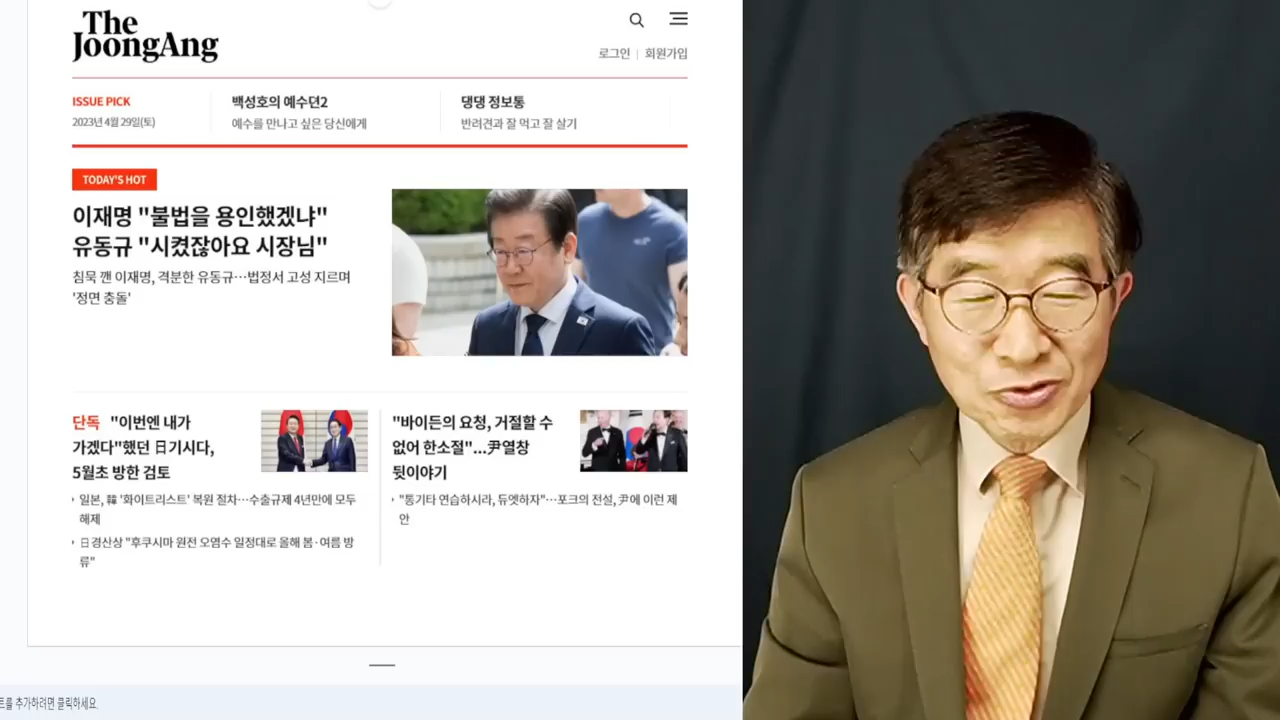 The
JoongAng
로그인 | 회원가입
ISSUE PICK
2023년 4월 29일(토)
백성호의 예수뎐2
예수를 만나고 싶은 당신에게
댕댕 정보통
반려견과 잘 먹고 잘 살기
TODAY'S HOT
이재명 "불법을 용인했겠냐"
유동규 "시켰잖아요 시장님"
침묵 깬 이재명, 격분한 유동규…법정서 고성 지르며
'정면 충돌'
단독 "이번엔 내가
가겠다"했던 日기시다,
5월초 방한 검토
일본, 韓 '화이트리스트' 복원 절차…수출규제 4년만에 모두
해제
日경산상 "후쿠시마 원전 오염수 일정대로 올해 봄·여름 방
류"
"바이든의 요청, 거절할 수
없어 한소절"...尹열창
뒷이야기
"통기타 연습하시라, 듀엣하자"…포크의 전설, 尹에 이런 제
안
트를 추가하려면 클릭하세요.